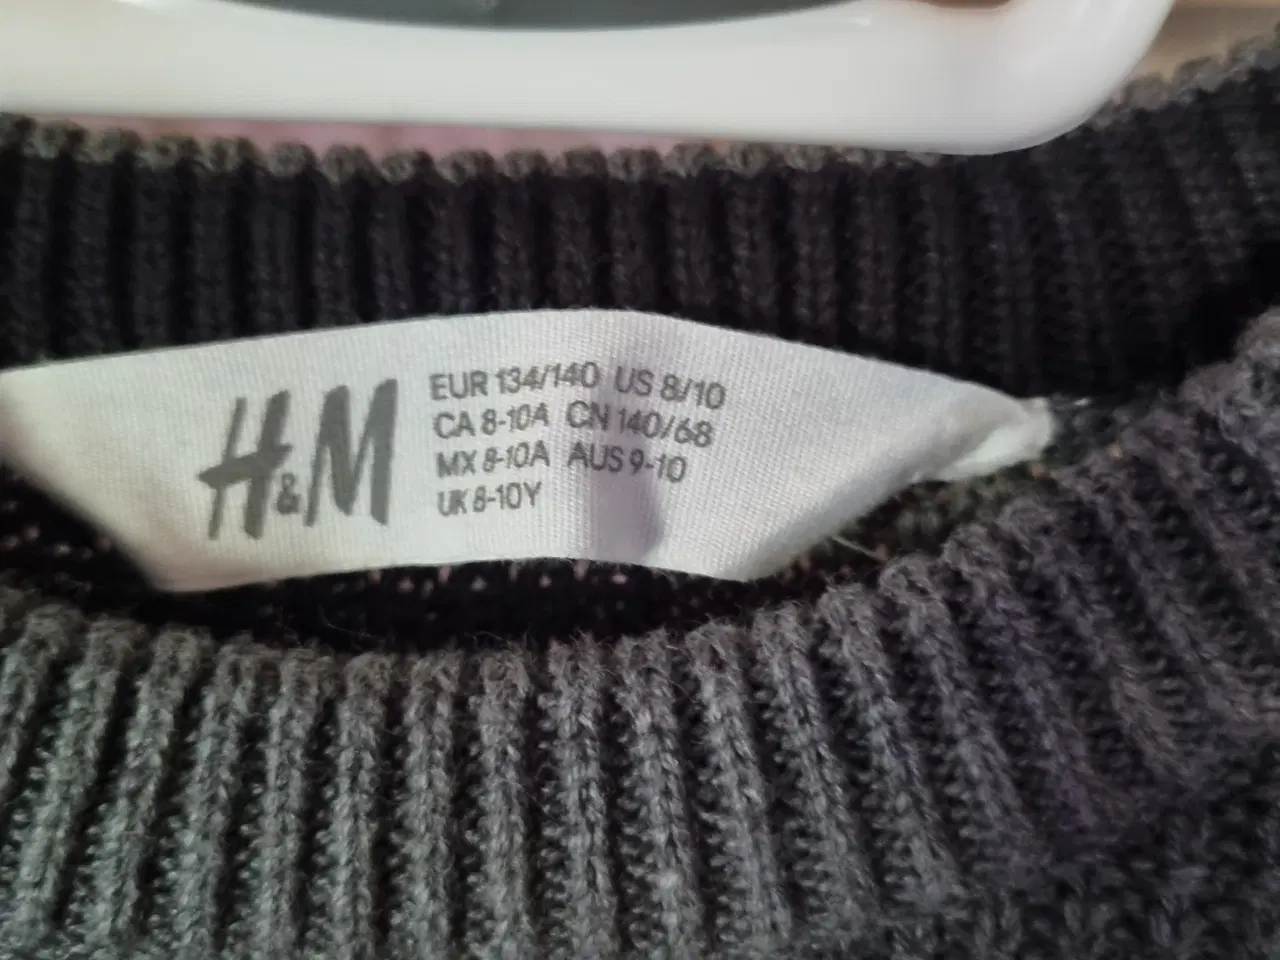 H&M
EUR 134/140 US 8/10
CA 8-10A CN 140/68
MX 8-10A AUS 9-10
UK 8-10Y